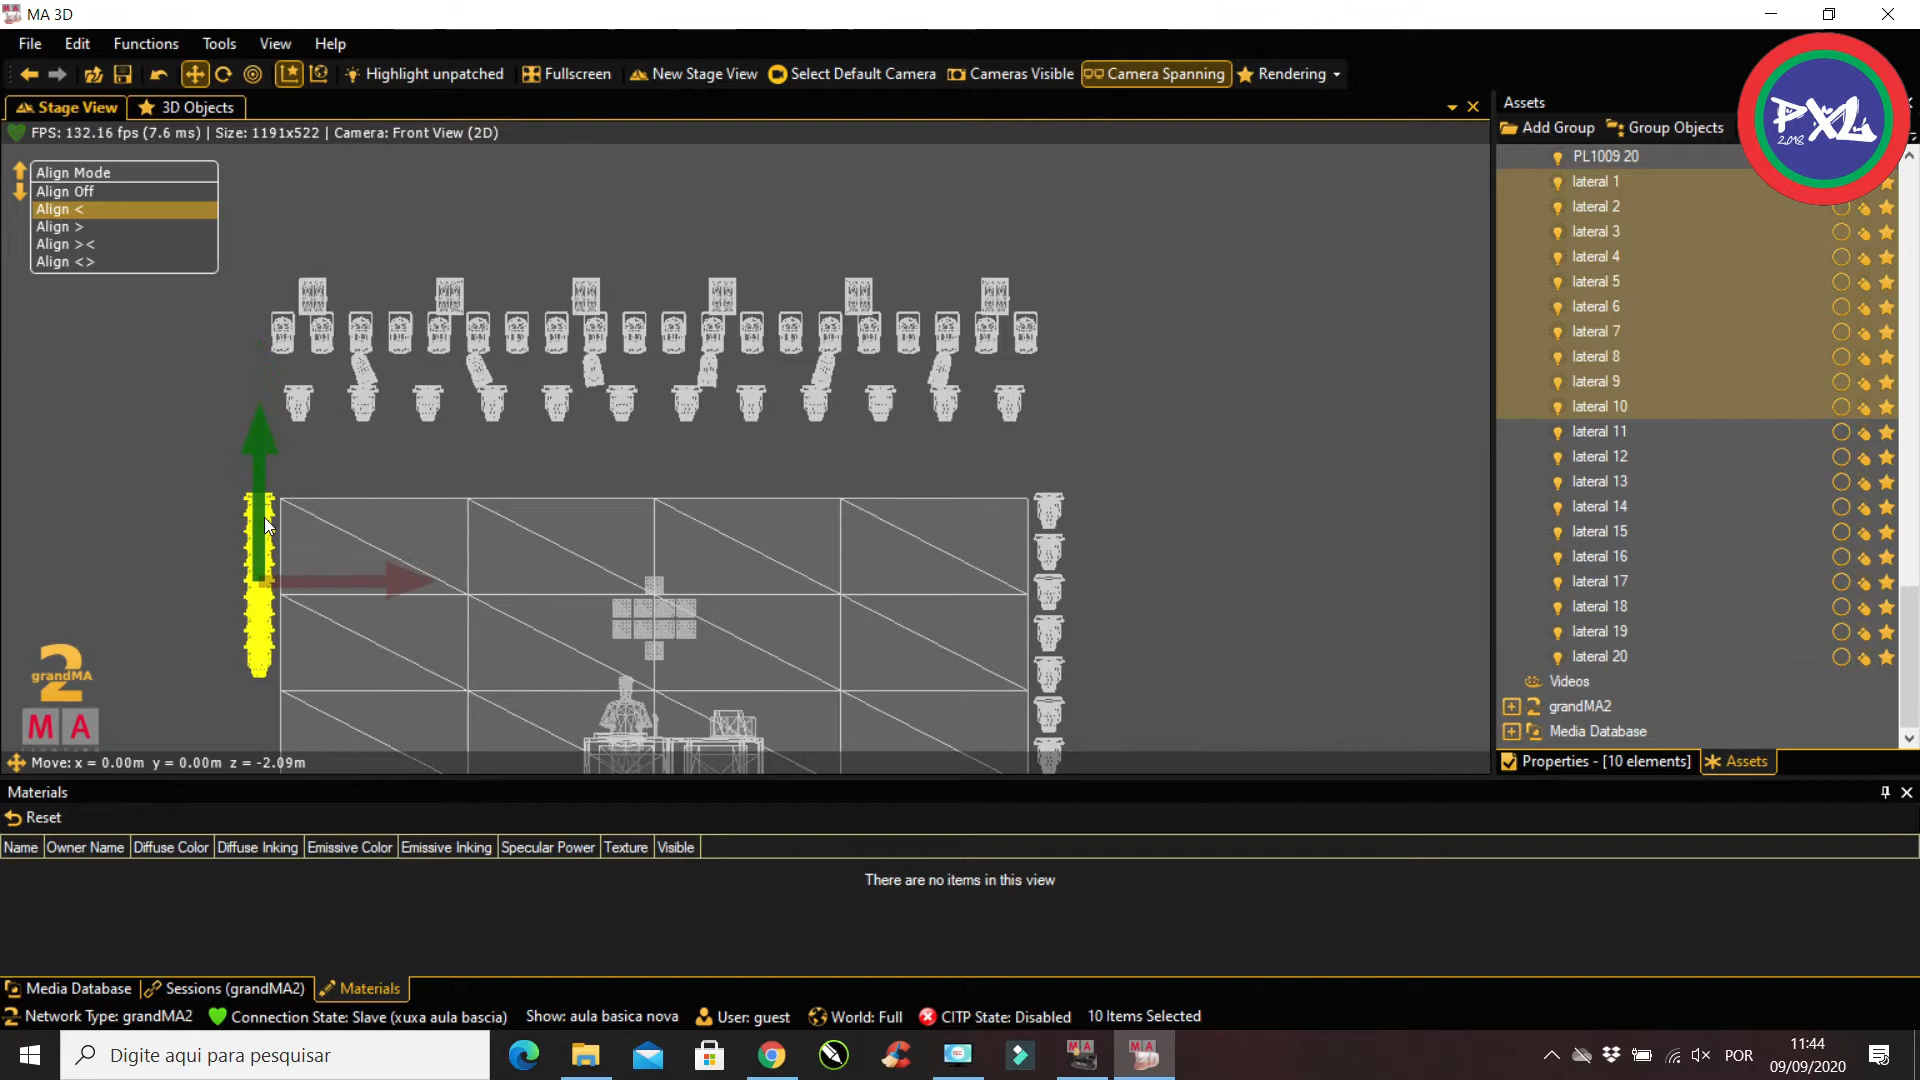 MA 3D
File Edit Functions Tools View Help
Highlight unpatched Fullscreen New Stage View Select Default Camera Cameras Visible Camera Spanning Rendering
Stage View 3D Objects
FPS: 132.16 fps (7.6 ms) | Size: 1191x522 | Camera: Front View (2D)
Align Mode
Align Off
Align <
Align >
Align ><
Align <>
2
grandMA
MA
Move: x = 0.00m y = 0.00m z = -2.09m
Assets
Add Group Group Objects
PXL
2018
PL1009 20
lateral 1
lateral 2
lateral 3
lateral 4
lateral 5
lateral 6
lateral 7
lateral 8
lateral 9
lateral 10
lateral 11
lateral 12
lateral 13
lateral 14
lateral 15
lateral 16
lateral 17
lateral 18
lateral 19
lateral 20
Videos
grandMA2
Media Database
Properties - [10 elements] Assets
Materials
Reset
Name Owner Name Diffuse Color Diffuse Inking Emissive Color Emissive Inking Specular Power Texture Visible
There are no items in this view
Media Database Sessions (grandMA2) Materials
Network Type: grandMA2 Connection State: Slave (xuxa aula bascia) Show: aula basica nova User: guest World: Full CITP State: Disabled 10 Items Selected
Digite aqui para pesquisar
REC
MA
MA
POR
11:44
09/09/2020